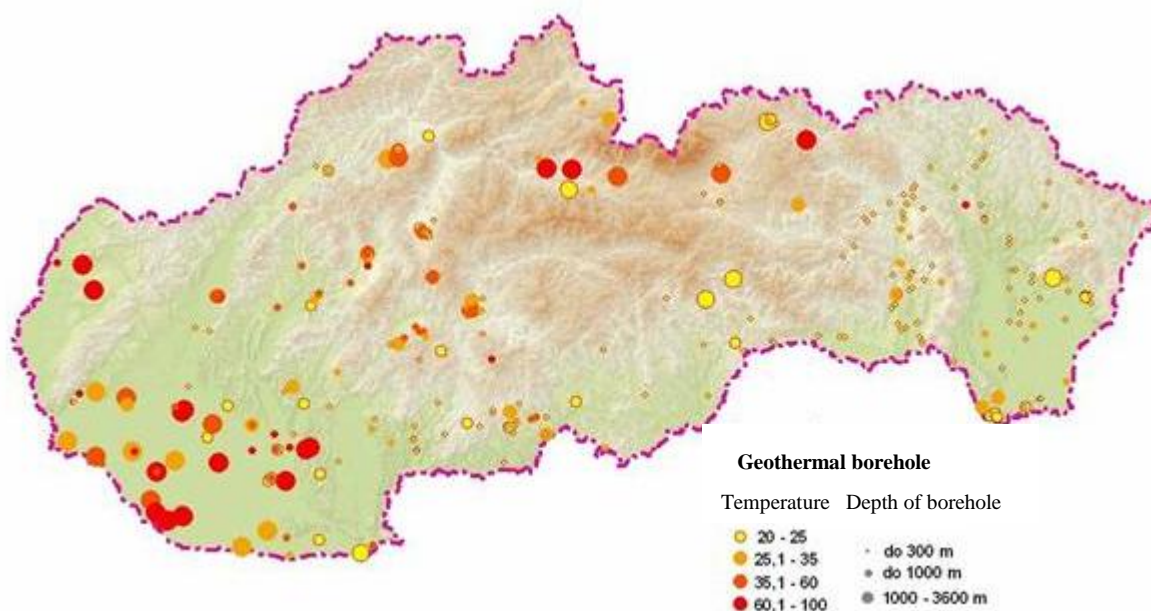 Geothermal borehole
Temperature Depth of borehole
20 - 25
25,1 - 35
35,1 - 60
60,1 - 100
do 300 m
do 1000 m
1000 - 3600 m